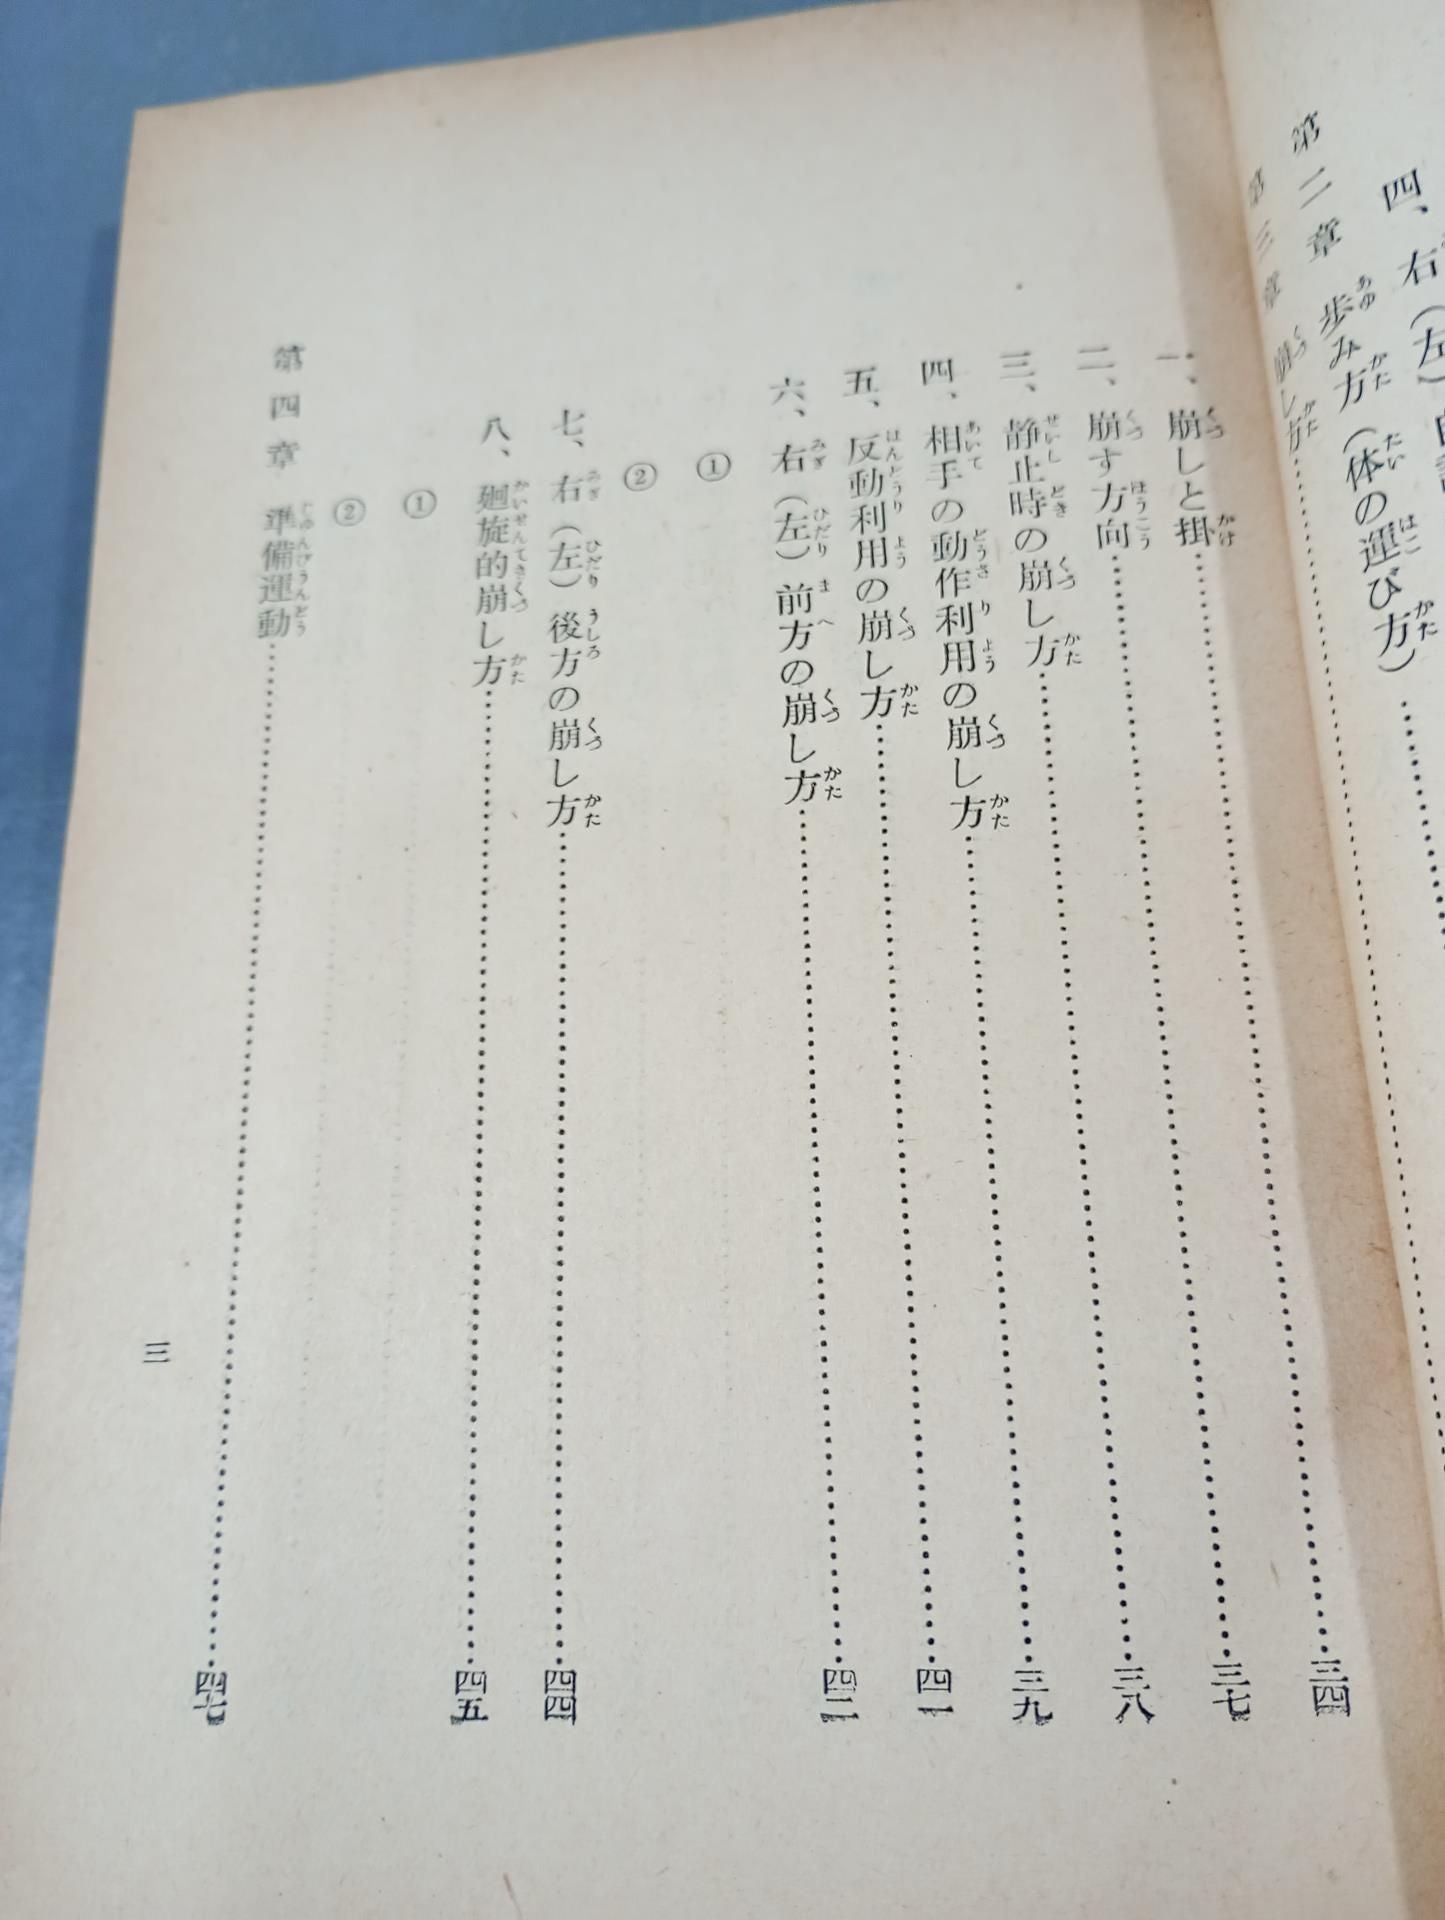 四、右（左）
第二章　歩み方（体の運び方）…………
第三章　崩し方…………
一、崩しと掛…………三四
二、崩す方向…………三七
三、静止時の崩し方…………三八
四、相手の動作利用の崩し方…………三九
五、反動利用の崩し方…………四一
六、右（左）前方の崩し方…………四二
①
②
七、右（左）後方の崩し方…………四四
八、廻旋的崩し方…………四五
①
②
第四章　準備運動…………四七
三